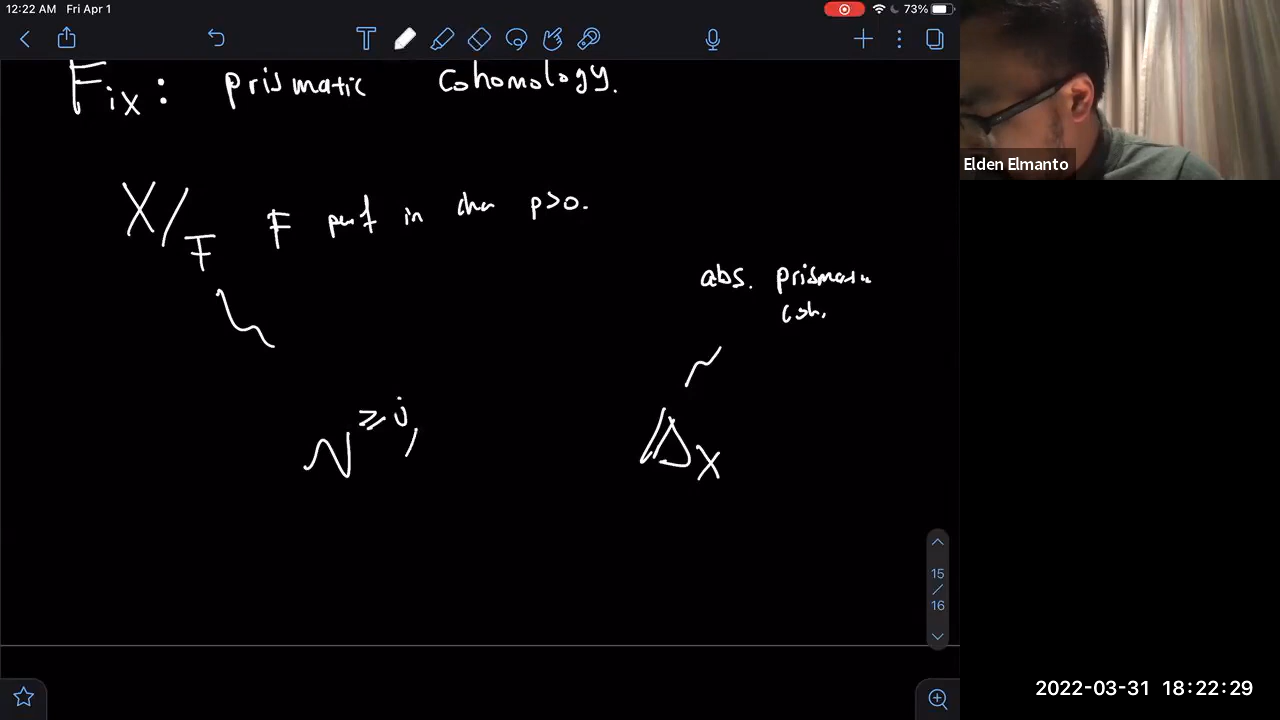 12:22 AM Fri Apr 1
73%
Fix: prismatic cohomology.
X/F F perf in char p>0.
abs. prismatic
coh.
N^{≥j}, 𝚫_X
Elden Elmanto
15
/
16
2022-03-31 18:22:29